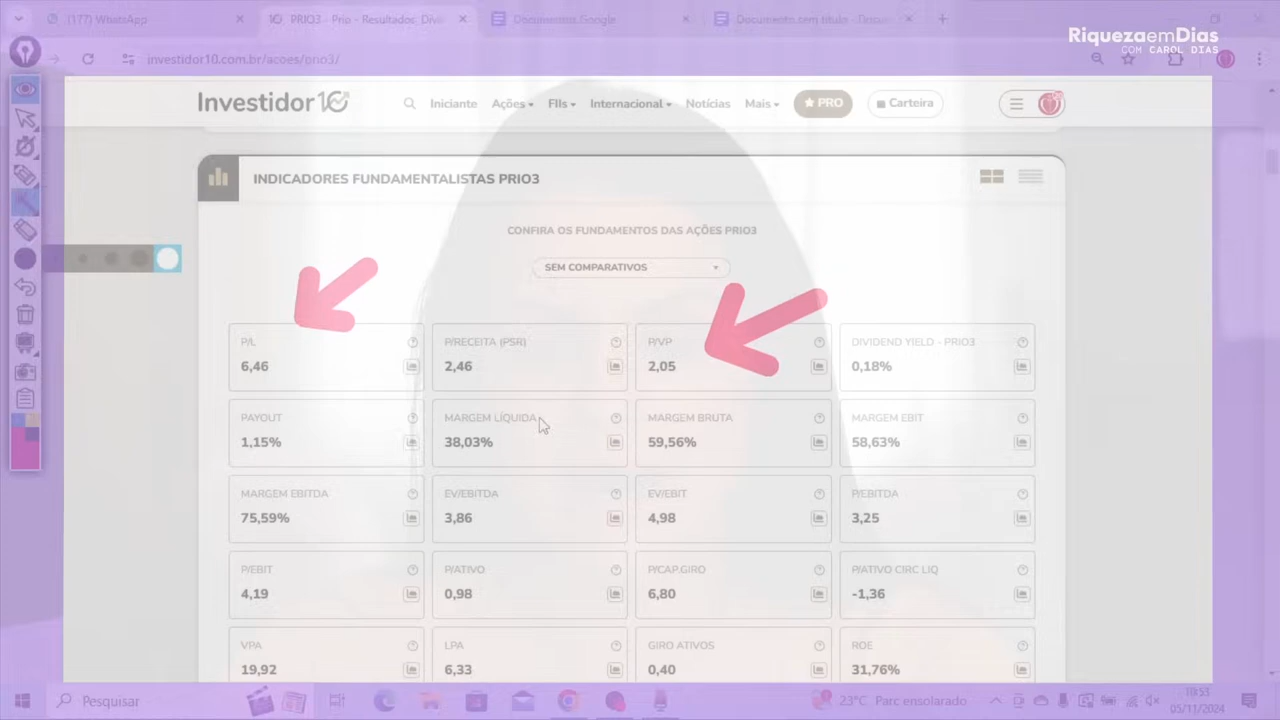 (177) WhatsApp
PRIO3 - Prio - Resultados, Divi
Documentos Google
Documento sem título - Docu
RiquezaemDias
COM CAROL DIAS
investidor10.com.br/acoes/prio3/
Investidor10
Iniciante Ações FIIs Internacional Notícias Mais PRO Carteira
INDICADORES FUNDAMENTALISTAS PRIO3
CONFIRA OS FUNDAMENTOS DAS AÇÕES PRIO3
SEM COMPARATIVOS
P/L P/RECEITA (PSR) P/VP DIVIDEND YIELD - PRIO3
6,46 2,46 2,05 0,18%
PAYOUT MARGEM LÍQUIDA MARGEM BRUTA MARGEM EBIT
1,15% 38,03% 59,56% 58,63%
MARGEM EBITDA EV/EBITDA EV/EBIT P/EBITDA
75,59% 3,86 4,98 3,25
P/EBIT P/ATIVO P/CAP.GIRO P/ATIVO CIRC LIQ
4,19 0,98 6,80 -1,36
VPA LPA GIRO ATIVOS ROE
19,92 6,33 0,40 31,76%
Pesquisar
23°C Parc ensolarado
10:53
05/11/2024